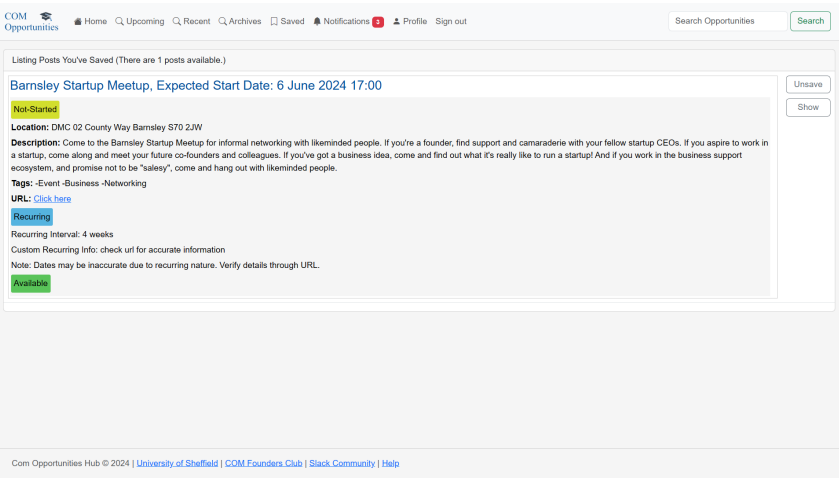 COM
Opportunities
Home Upcoming Recent Archives Saved Notifications 3 Profile Sign out
Search Opportunities
Search
Listing Posts You've Saved (There are 1 posts available.)
Barnsley Startup Meetup, Expected Start Date: 6 June 2024 17:00
Unsave
Show
Not-Started
Location: DMC 02 County Way Barnsley S70 2JW
Description: Come to the Barnsley Startup Meetup for informal networking with likeminded people. If you're a founder, find support and camaraderie with your fellow startup CEOs. If you aspire to work in
a startup, come along and meet your future co-founders and colleagues. If you've got a business idea, come and find out what it's really like to run a startup! And if you work in the business support
ecosystem, and promise not to be "salesy", come and hang out with likeminded people.
Tags: -Event -Business -Networking
URL: Click here
Recurring
Recurring Interval: 4 weeks
Custom Recurring Info: check url for accurate information
Note: Dates may be inaccurate due to recurring nature. Verify details through URL.
Available
Com Opportunities Hub © 2024 | University of Sheffield | COM Founders Club | Slack Community | Help